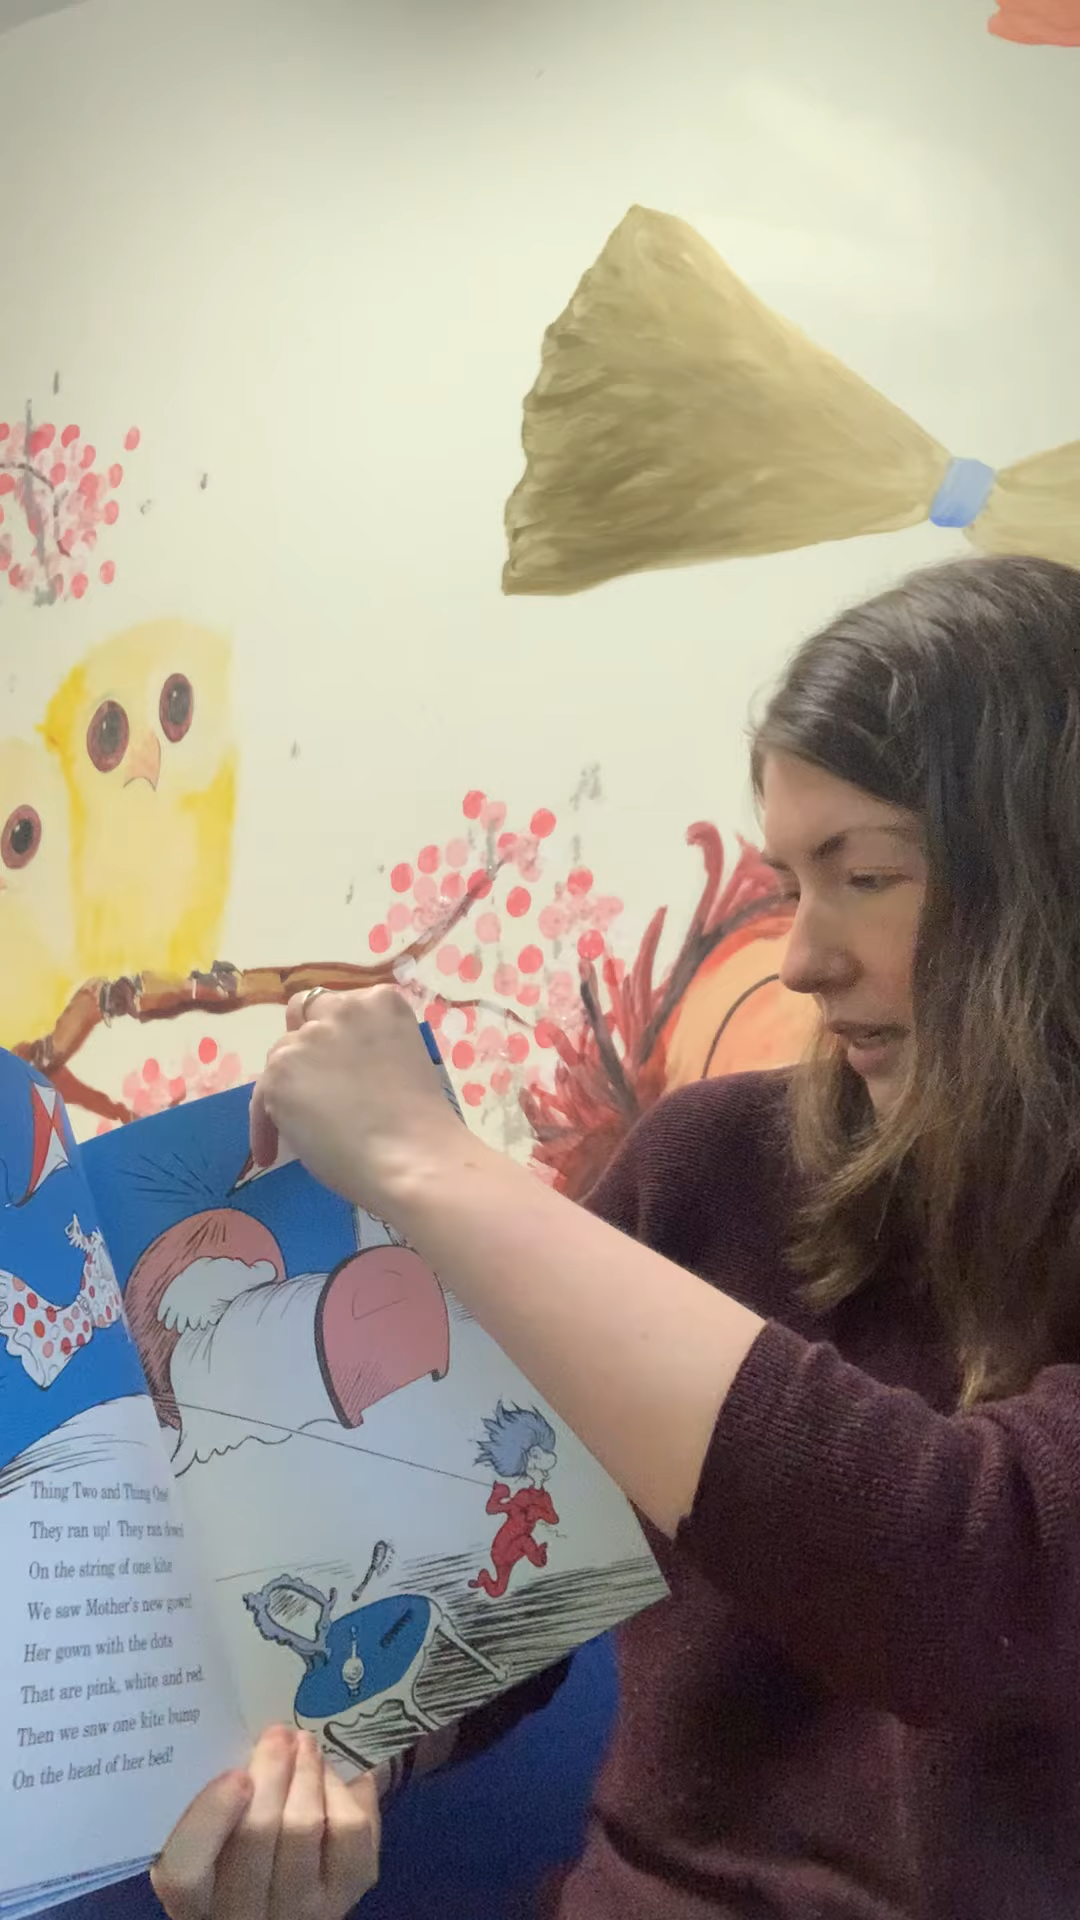 Thing Two and Thing One!
They ran up! They ran down!
On the string of one kite
We saw Mother's new gown!
Her gown with the dots
That are pink, white and red.
Then we saw one kite bump
On the head of her bed!